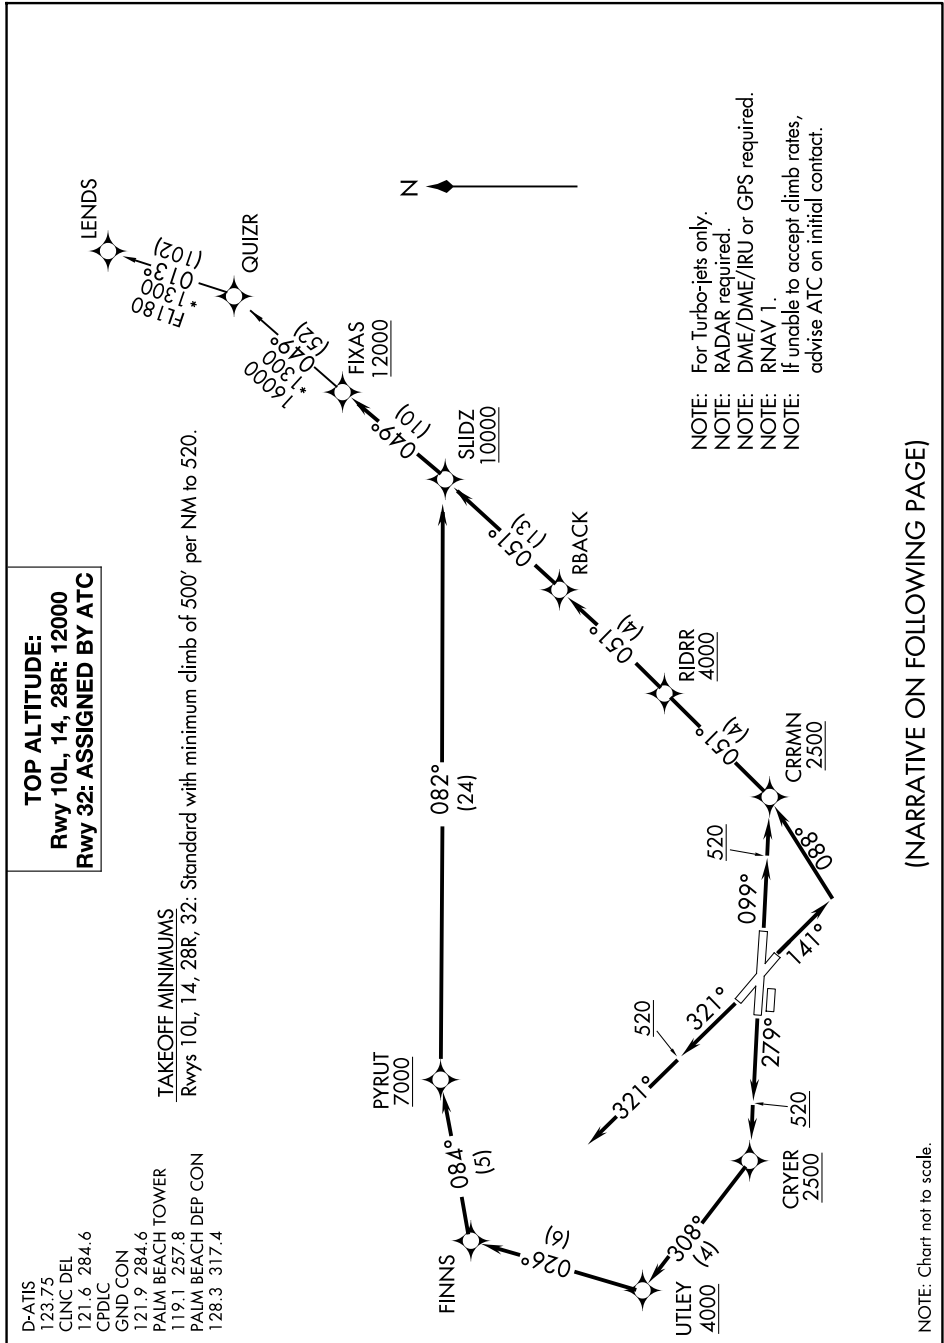 D-ATIS
123.75
CLNC DEL
121.6 284.6
CPDLC
GND CON
121.9 284.6
PALM BEACH TOWER
119.1 257.8
PALM BEACH DEP CON
128.3 317.4
TOP ALTITUDE:
Rwy 10L, 14, 28R: 12000
Rwy 32: ASSIGNED BY ATC
TAKEOFF MINIMUMS
Rwys 10L, 14, 28R, 32: Standard with minimum climb of 500' per NM to 520.
LENDS
FL180
*1300
013°
(102)
QUIZR
16000
*1300
049°
(52)
FIXAS
12000
049°
(10)
SLIDZ
10000
N
051°
(13)
RBACK
051°
(4)
RIDRR
4000
051°
(4)
CRRMN
2500
082°
(24)
PYRUT
7000
084°
(5)
FINNS
026°
(6)
UTLEY
4000
308°
(4)
CRYER
2500
520
279°
321°
520
321°
099°
520
141°
088°
NOTE: For Turbo-jets only.
NOTE: RADAR required.
NOTE: DME/DME/IRU or GPS required.
NOTE: RNAV 1.
NOTE: If unable to accept climb rates,
advise ATC on initial contact.
(NARRATIVE ON FOLLOWING PAGE)
NOTE: Chart not to scale.